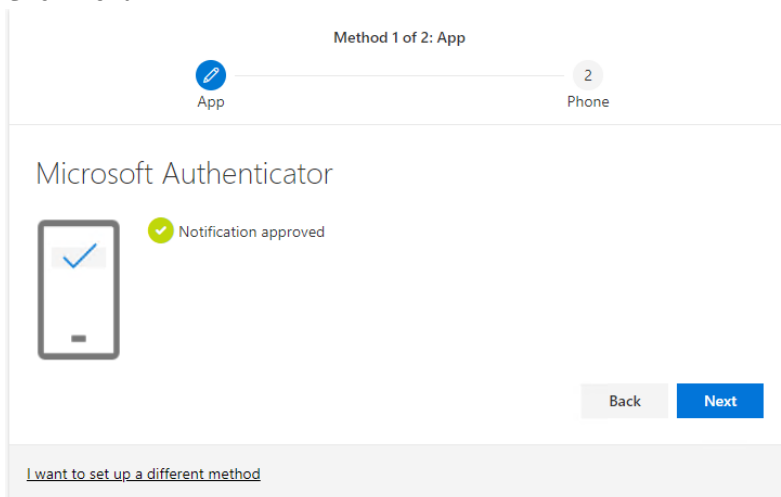 Method 1 of 2: App
2
App
Phone
Microsoft Authenticator
Notification approved
Back
Next
I want to set up a different method